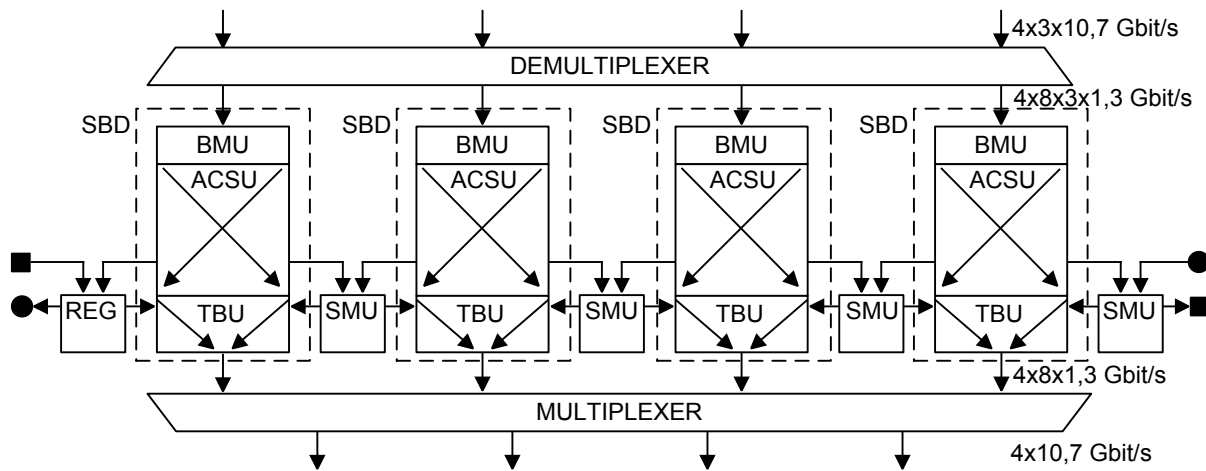 4x3x10,7 Gbit/s
DEMULTIPLEXER
4x8x3x1,3 Gbit/s
SBD SBD SBD SBD
BMU BMU BMU BMU
ACSU ACSU ACSU ACSU
REG TBU SMU TBU SMU TBU SMU TBU SMU
4x8x1,3 Gbit/s
MULTIPLEXER
4x10,7 Gbit/s